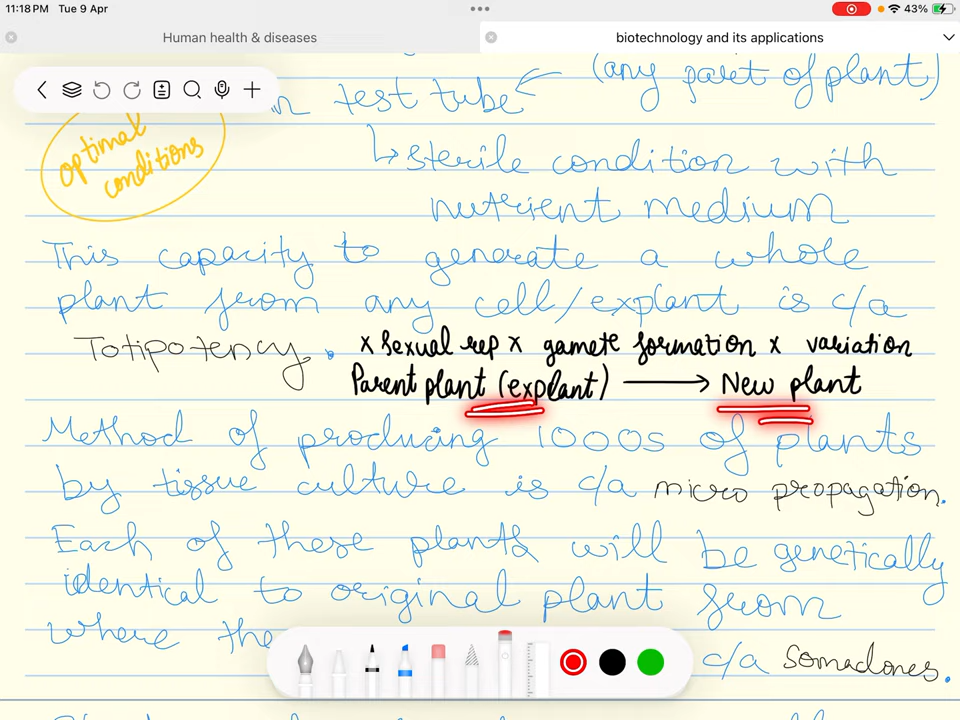 11:18 PM Tue 9 Apr
43%
Human health & diseases
biotechnology and its applications
(any part of plant)
test tube
optimal conditions
sterile condition with
nutrient medium
This capacity to generate a whole
plant from any cell/explant is c/a
Totipotency.
x Sexual rep x gamete formation x variation
Parent plant (explant) → New plant
Method of producing 1000s of plants
by tissue culture is c/a micro propagation.
Each of these plants will be genetically
identical to original plant from
where the
c/a somaclones.